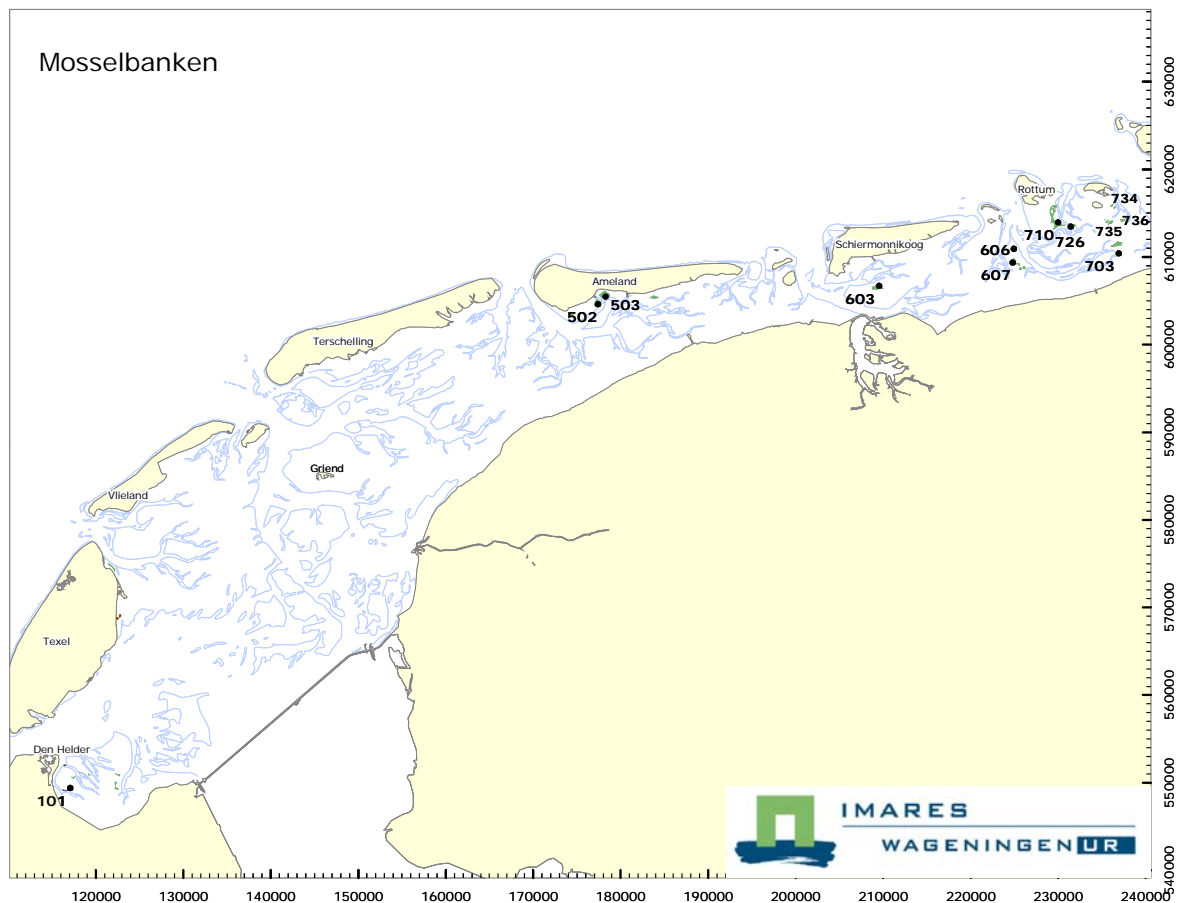 Mosselbanken
630000
620000
Rottum
734
736
710
726
735
Schiermonnikoog
606
610000
607
703
Ameland
603
503
502
600000
Terschelling
590000
Griend
Vlieland
580000
570000
Texel
560000
Den Helder
550000
101
IMARES
WAGENINGEN UR
540000
120000 130000 140000 150000 160000 170000 180000 190000 200000 210000 220000 230000 240000